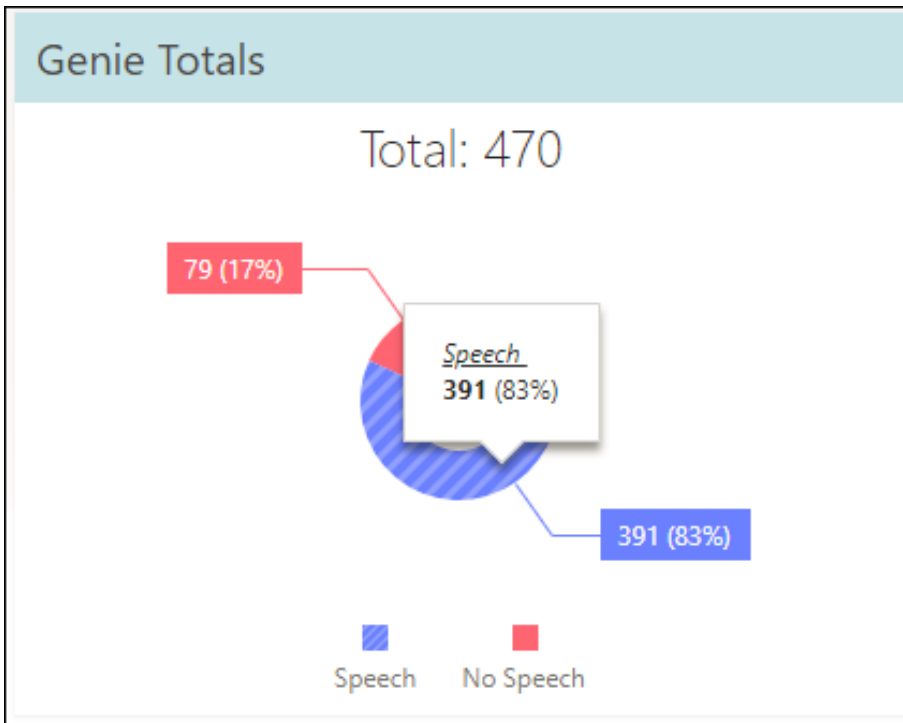 Genie Totals
Total: 470
79 (17%)
Speech
391 (83%)
391 (83%)
Speech
No Speech